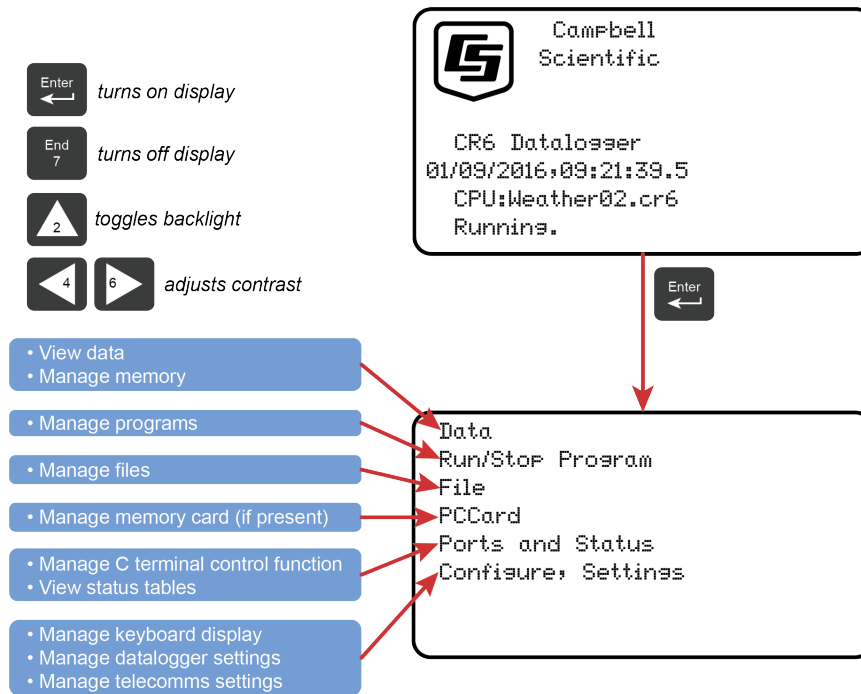 Enter
turns on display
End
7
turns off display
2
toggles backlight
4
6
adjusts contrast
CS
Campbell
Scientific
CR6 Datalogger
01/09/2016,09:21:39.5
CPU:Weather02.cr6
Running.
Enter
• View data
• Manage memory
• Manage programs
• Manage files
• Manage memory card (if present)
• Manage C terminal control function
• View status tables
• Manage keyboard display
• Manage datalogger settings
• Manage telecomms settings
Data
Run/Stop Program
File
PCCard
Ports and Status
Configure, Settings